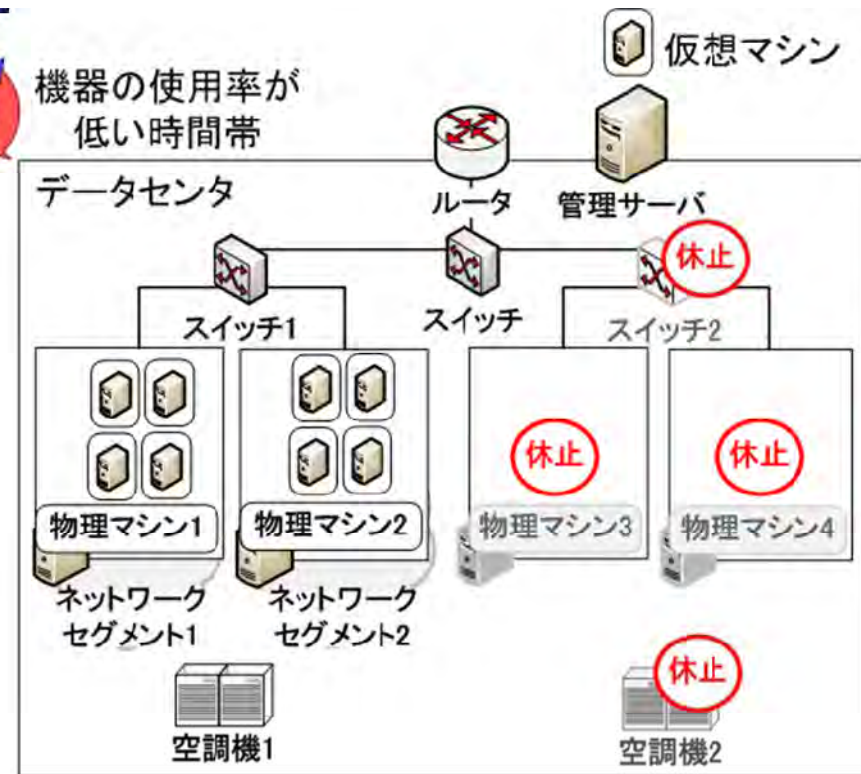 仮想マシン
機器の使用率が
低い時間帯
データセンタ
ルータ
管理サーバ
休止
スイッチ1
スイッチ
スイッチ2
休止
休止
物理マシン1
物理マシン2
物理マシン3
物理マシン4
ネットワーク
セグメント1
ネットワーク
セグメント2
休止
空調機1
空調機2